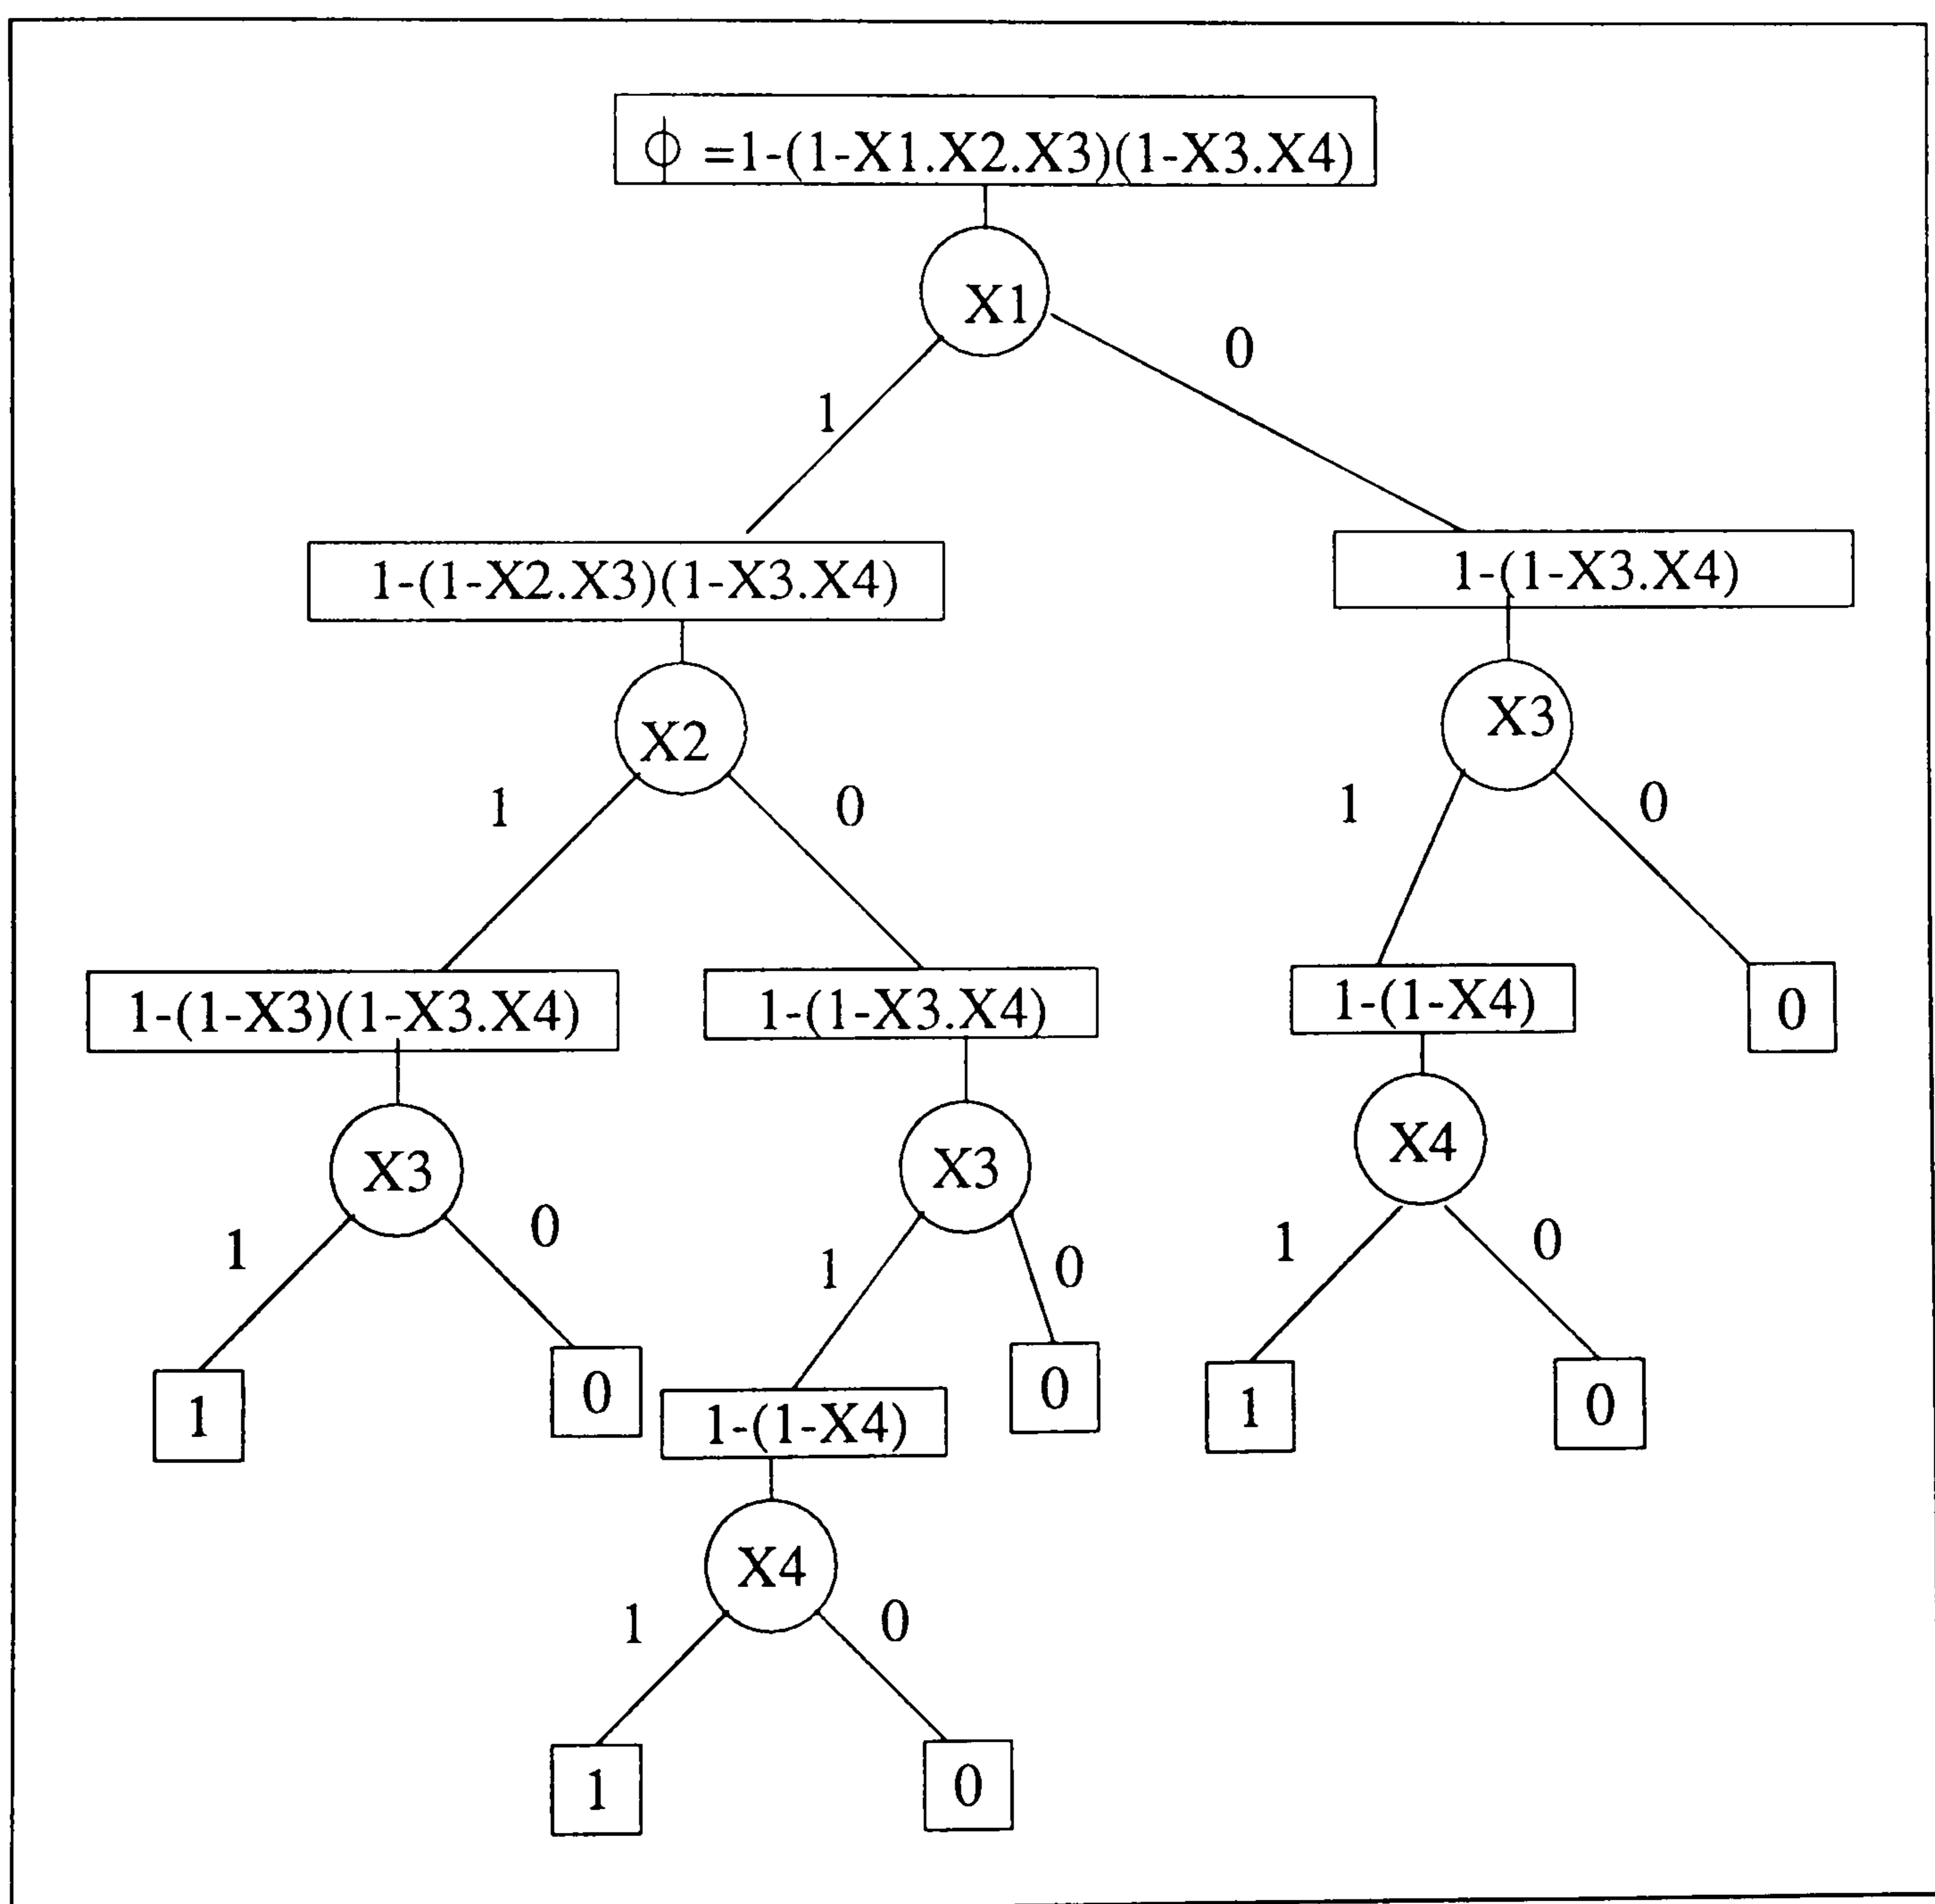 ϕ =1-(1-X1.X2.X3)(1-X3.X4)
X1
0
1
1-(1-X2.X3)(1-X3.X4) 1-(1-X3.X4)
X2 X3
1 0 1 0
1-(1-X3)(1-X3.X4) 1-(1-X3.X4) 1-(1-X4) 0
X3 X3 X4
1 0 1 0 1 0
1 0 1-(1-X4) 0 1 0
X4
1 0
1 0